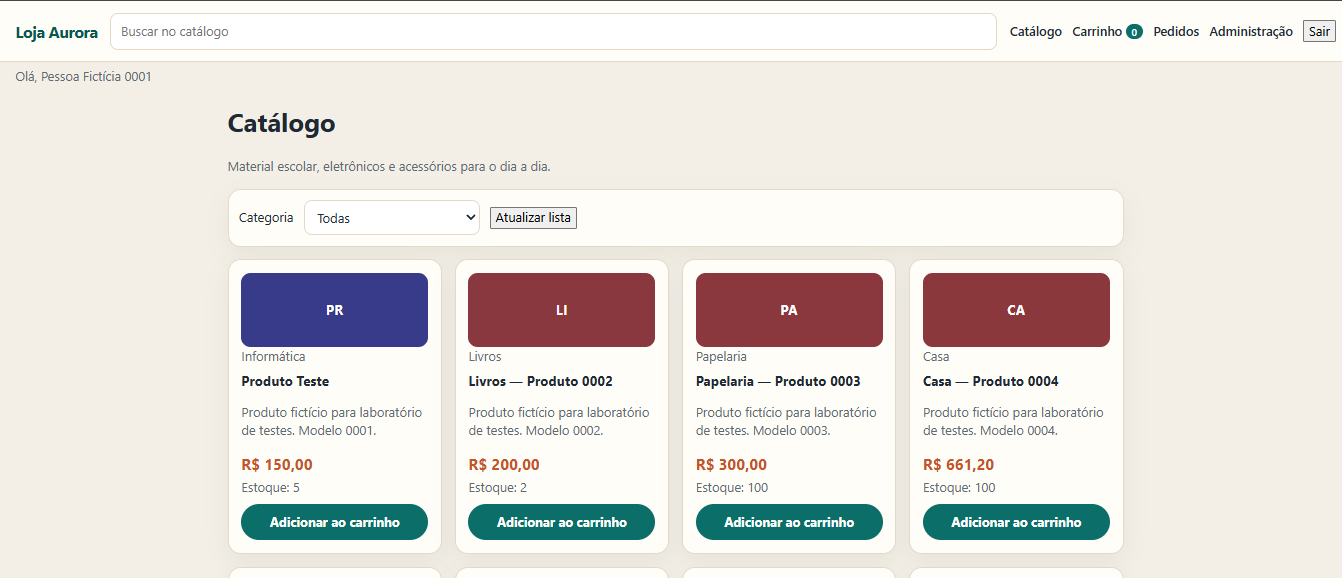 Loja Aurora
Buscar no catálogo
Catálogo
Carrinho 0
Pedidos
Administração
Sair
Olá, Pessoa Fictícia 0001
Catálogo
Material escolar, eletrônicos e acessórios para o dia a dia.
Categoria
Todas
Atualizar lista
PR
Informática
Produto Teste
Produto fictício para laboratório
de testes. Modelo 0001.
R$ 150,00
Estoque: 5
Adicionar ao carrinho
LI
Livros
Livros — Produto 0002
Produto fictício para laboratório
de testes. Modelo 0002.
R$ 200,00
Estoque: 2
Adicionar ao carrinho
PA
Papelaria
Papelaria — Produto 0003
Produto fictício para laboratório
de testes. Modelo 0003.
R$ 300,00
Estoque: 100
Adicionar ao carrinho
CA
Casa
Casa — Produto 0004
Produto fictício para laboratório
de testes. Modelo 0004.
R$ 661,20
Estoque: 100
Adicionar ao carrinho